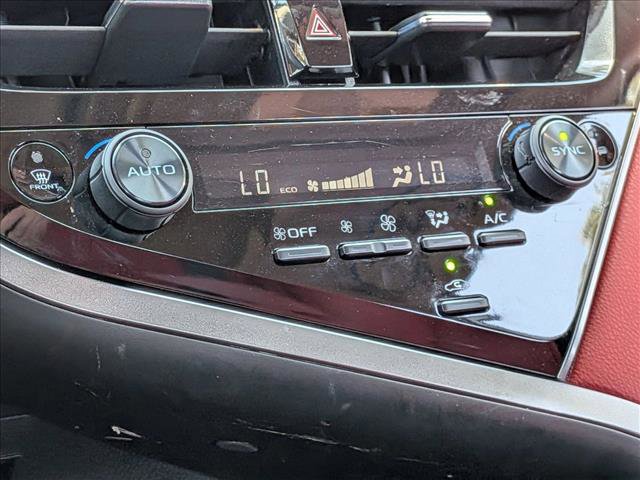 FRONT
AUTO
LO ECO LO
SYNC
OFF
A/C